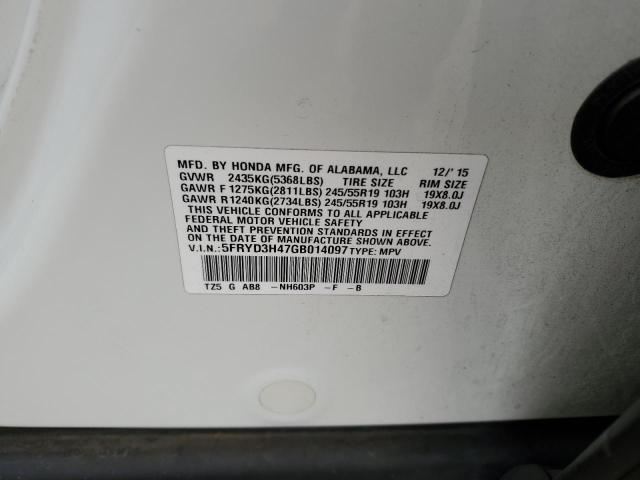 MFD. BY HONDA MFG. OF ALABAMA, LLC 12/'15
GVWR 2435KG(5368LBS) TIRE SIZE RIM SIZE
GAWR F 1275KG(2811LBS) 245/55R19 103H 19X8.0J
GAWR R1240KG(2734LBS) 245/55R19 103H 19X8.0J
THIS VEHICLE CONFORMS TO ALL APPLICABLE
FEDERAL MOTOR VEHICLE SAFETY, BUMPER,
AND THEFT PREVENTION STANDARDS IN EFFECT
ON THE DATE OF MANUFACTURE SHOWN ABOVE.
V.I.N.:5FRYD3H47GB014097 TYPE: MPV
TZ5 G AB8 -NH603P -F -B